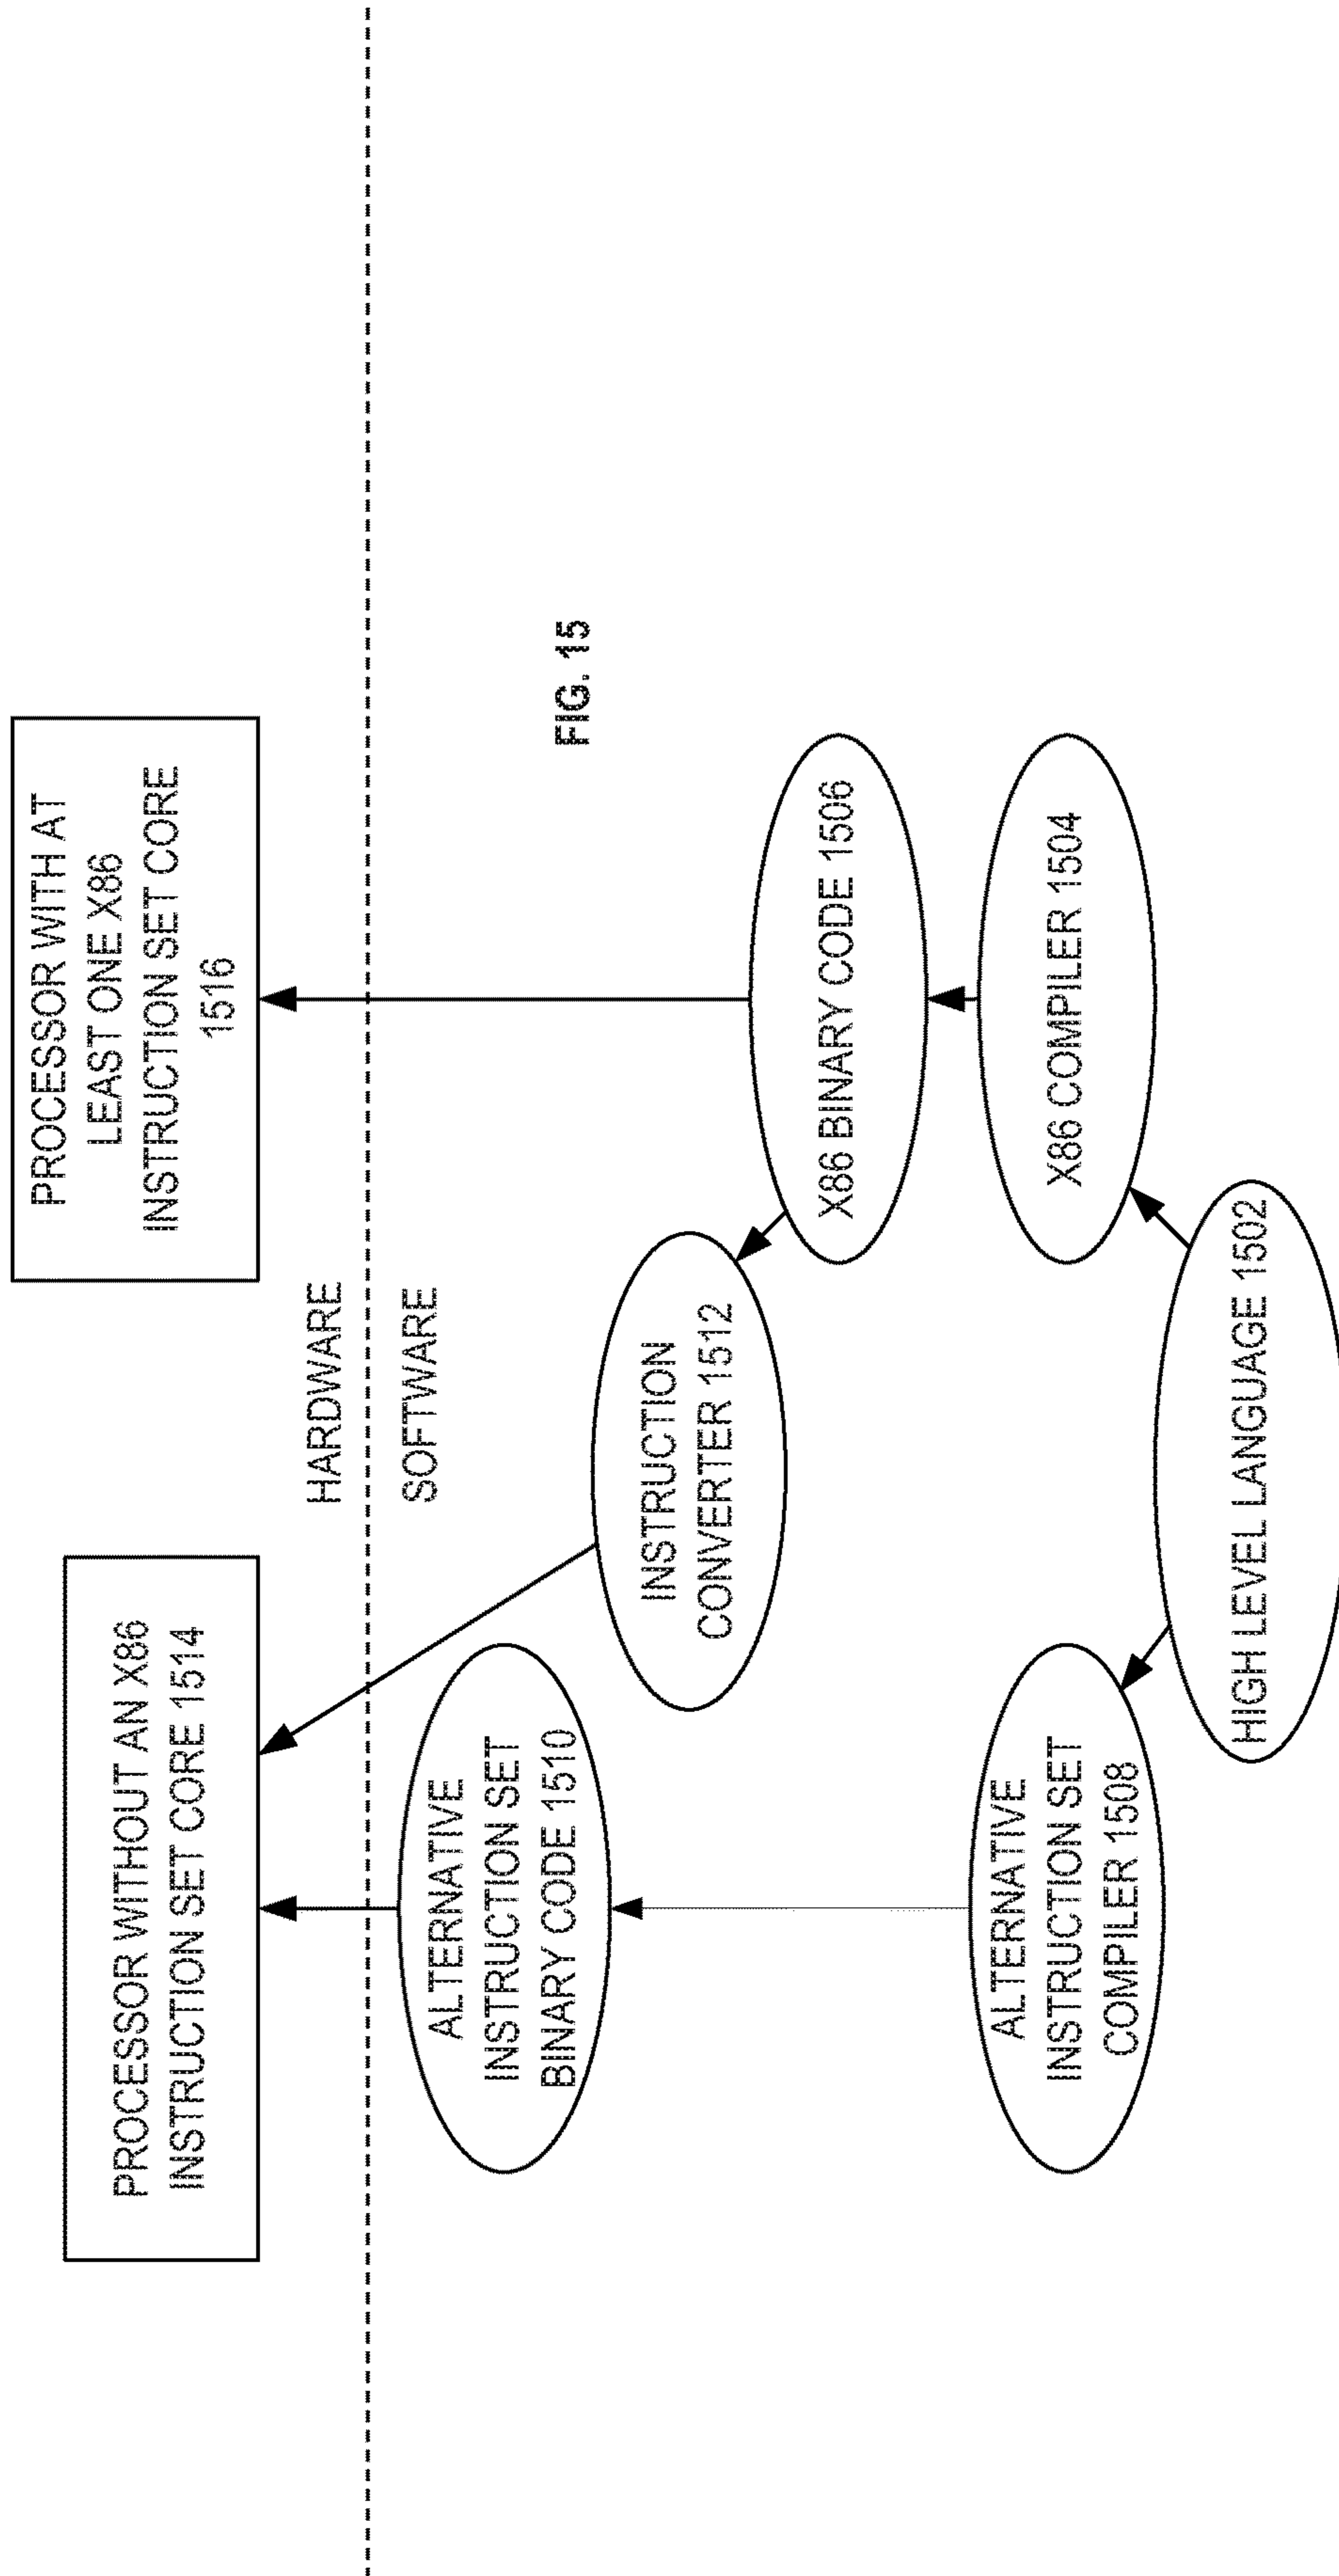 PROCESSOR WITHOUT AN X86
INSTRUCTION SET CORE 1514
PROCESSOR WITH AT
LEAST ONE X86
INSTRUCTION SET CORE
1516
HARDWARE
SOFTWARE
ALTERNATIVE
INSTRUCTION SET
BINARY CODE 1510
INSTRUCTION
CONVERTER 1512
FIG. 15
X86 BINARY CODE 1506
ALTERNATIVE
INSTRUCTION SET
COMPILER 1508
X86 COMPILER 1504
HIGH LEVEL LANGUAGE 1502